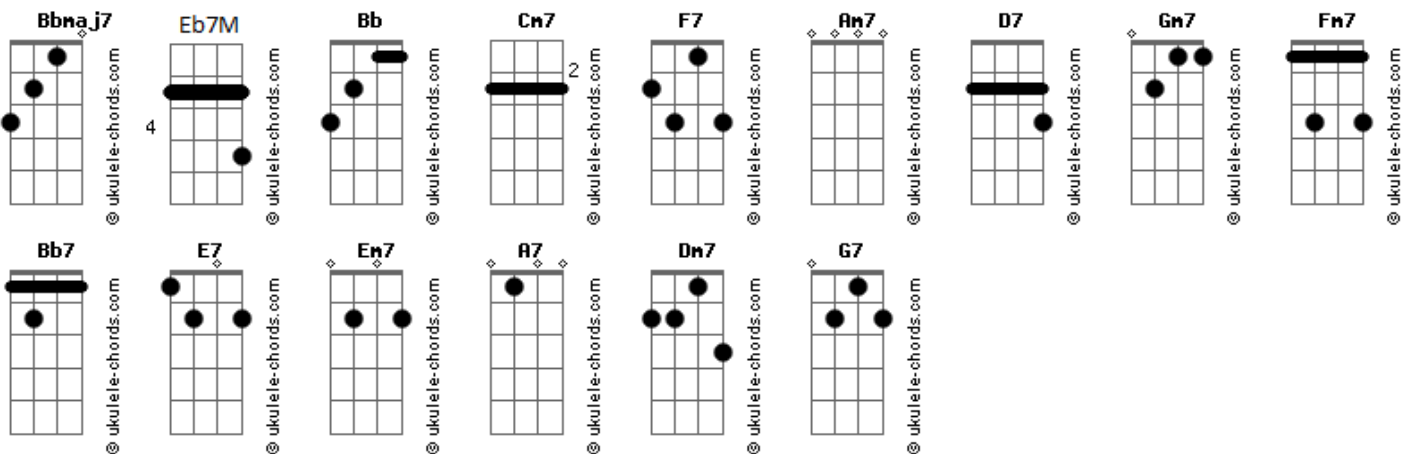 Bbmaj7 Eb7M Bb Cm7 F7 Am7 D7 Gm7 Fm7
2
4
© ukulele-chords.com © ukulele-chords.com © ukulele-chords.com © ukulele-chords.com © ukulele-chords.com © ukulele-chords.com © ukulele-chords.com © ukulele-chords.com © ukulele-chords.com
Bb7 E7 Em7 A7 Dm7 G7
© ukulele-chords.com © ukulele-chords.com © ukulele-chords.com © ukulele-chords.com © ukulele-chords.com © ukulele-chords.com